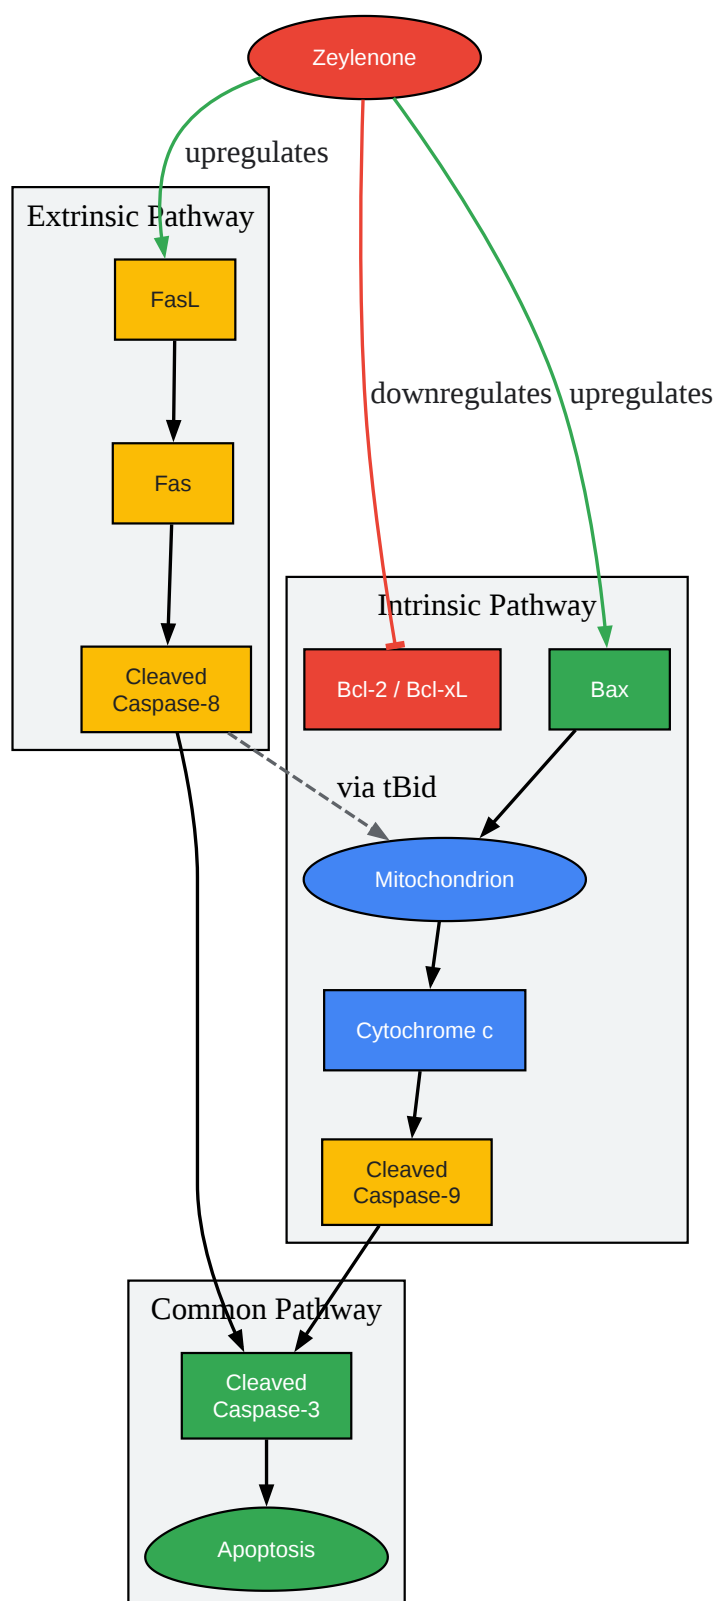 Zeylenone
upregulates
Extrinsic Pathway
FasL
downregulates
upregulates
Fas
Intrinsic Pathway
Cleaved
Caspase-8
Bcl-2 / Bcl-xL
Bax
via tBid
Mitochondrion
Cytochrome c
Cleaved
Caspase-9
Common Pathway
Cleaved
Caspase-3
Apoptosis